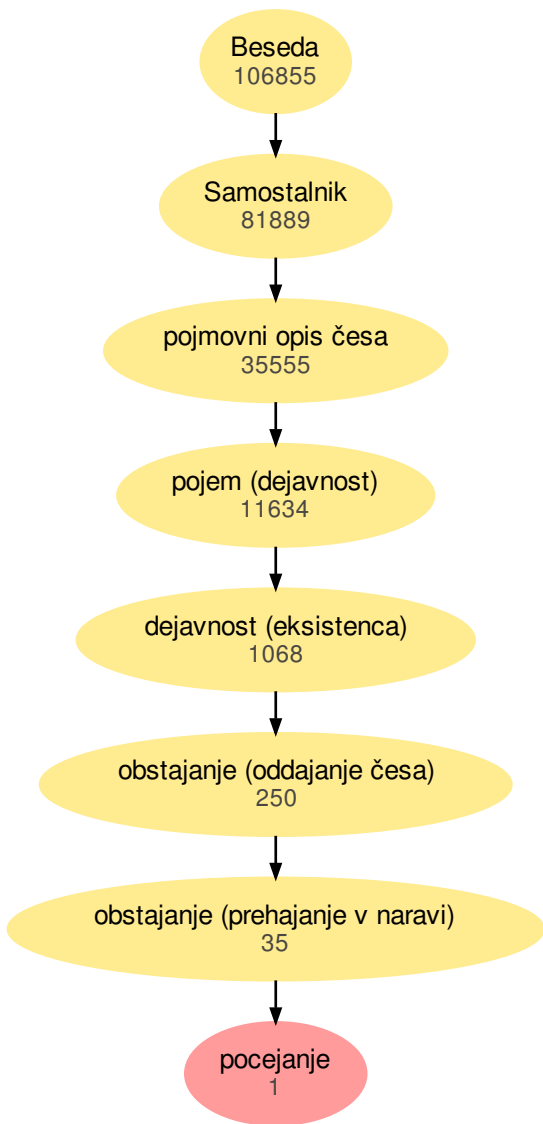 Beseda
106855
Samostalnik
81889
pojmovni opis česa
35555
pojem (dejavnost)
11634
dejavnost (eksistenca)
1068
obstajanje (oddajanje česa)
250
obstajanje (prehajanje v naravi)
35
pocejanje
1